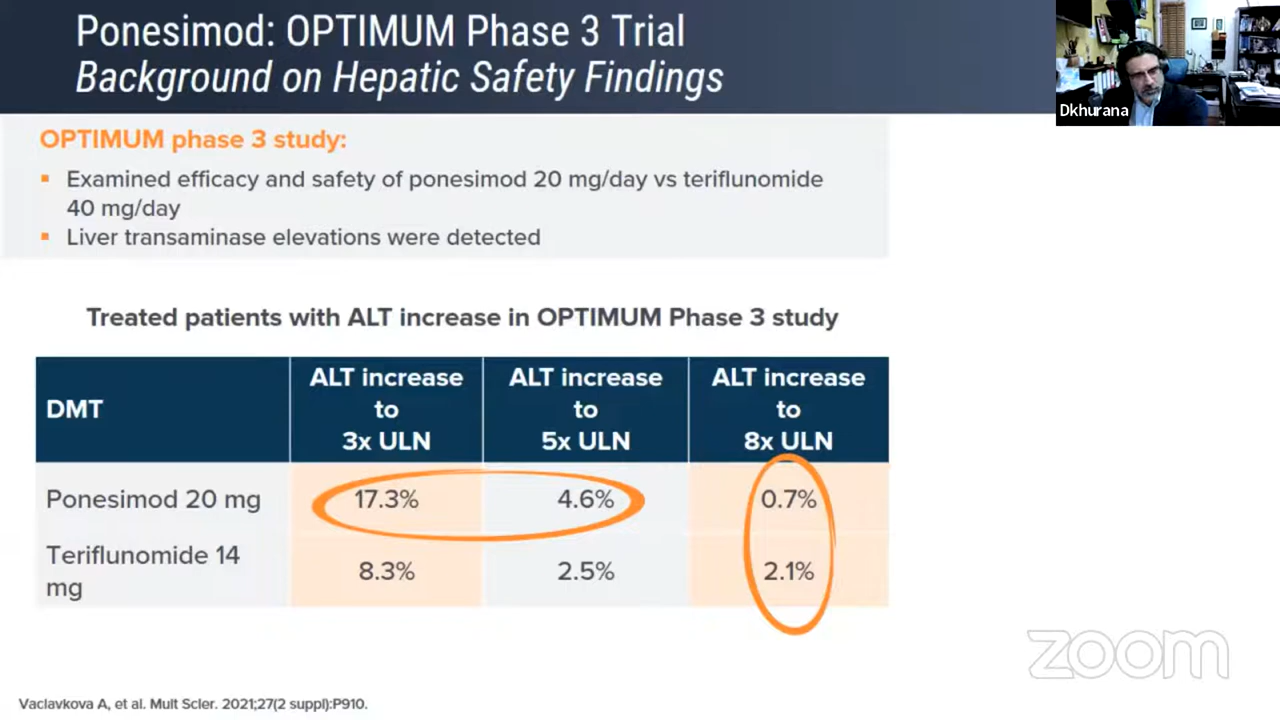 Ponesimod: OPTIMUM Phase 3 Trial
Background on Hepatic Safety Findings
Dkhurana
OPTIMUM phase 3 study:
▪ Examined efficacy and safety of ponesimod 20 mg/day vs teriflunomide
40 mg/day
▪ Liver transaminase elevations were detected
Treated patients with ALT increase in OPTIMUM Phase 3 study
DMT
ALT increase
to
3x ULN
ALT increase
to
5x ULN
ALT increase
to
8x ULN
Ponesimod 20 mg
17.3%
4.6%
0.7%
Teriflunomide 14
mg
8.3%
2.5%
2.1%
zoom
Vaclavkova A, et al. Mult Scler. 2021;27(2 suppl):P910.